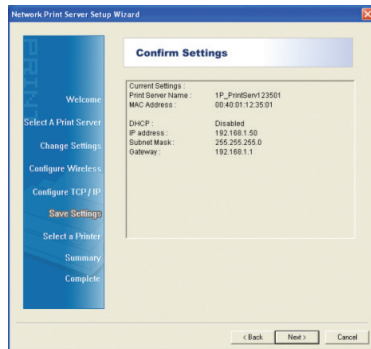 Network Print Server Setup Wizard
PRINT
Confirm Settings
Welcome
Select A Print Server
Change Settings
Configure Wireless
Configure TCP / IP
Save Settings
Select a Printer
Summary
Complete
Current Settings :
Print Server Name : 1P_PrintServ123501
MAC Address : 00:40:01:12:35:01
DHCP : Disabled
IP address : 192.168.1.50
Subnet Mask : 255.255.255.0
Gateway : 192.168.1.1
< Back Next > Cancel